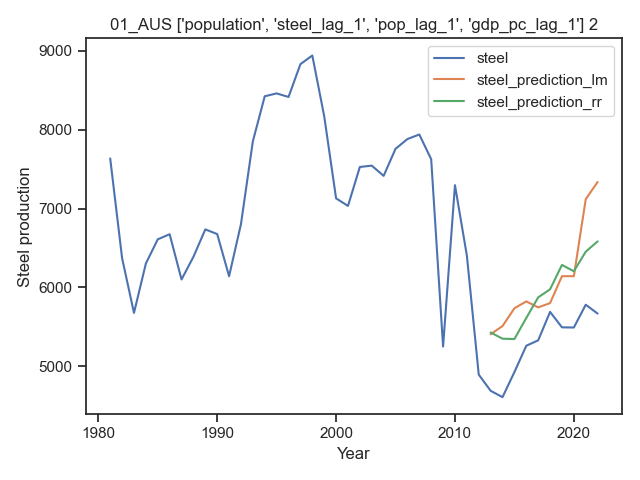 01_AUS ['population', 'steel_lag_1', 'pop_lag_1', 'gdp_pc_lag_1'] 2
steel
steel_prediction_lm
steel_prediction_rr
9000
8000
7000
6000
5000
Steel production
1980
1990
2000
2010
2020
Year